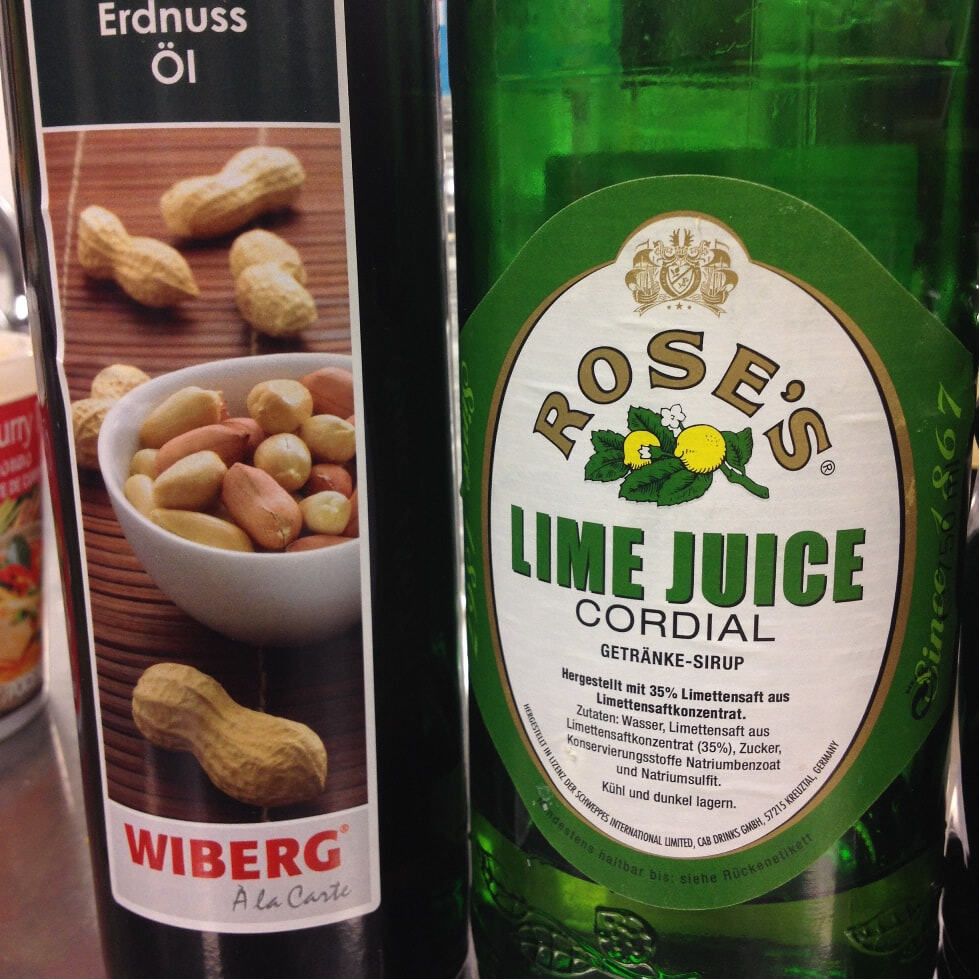 Erdnuss
Öl
WIBERG®
À la Carte
urry
ROSE'S®
LIME JUICE
CORDIAL
GETRÄNKE-SIRUP
Hergestellt mit 35% Limettensaft aus
Limettensaftkonzentrat.
Zutaten: Wasser, Limettensaft aus
Limettensaftkonzentrat (35%), Zucker,
Konservierungsstoffe Natriumbenzoat
und Natriumsulfit.
Kühl und dunkel lagern.
HERGESTELLT IN LIZENZ DER SCHWEPPES INTERNATIONAL LIMITED, CAB DRINKS GMBH, 57215 KREUZTAL, GERMANY
mindestens haltbar bis: siehe Rückenetikett
Since 1867